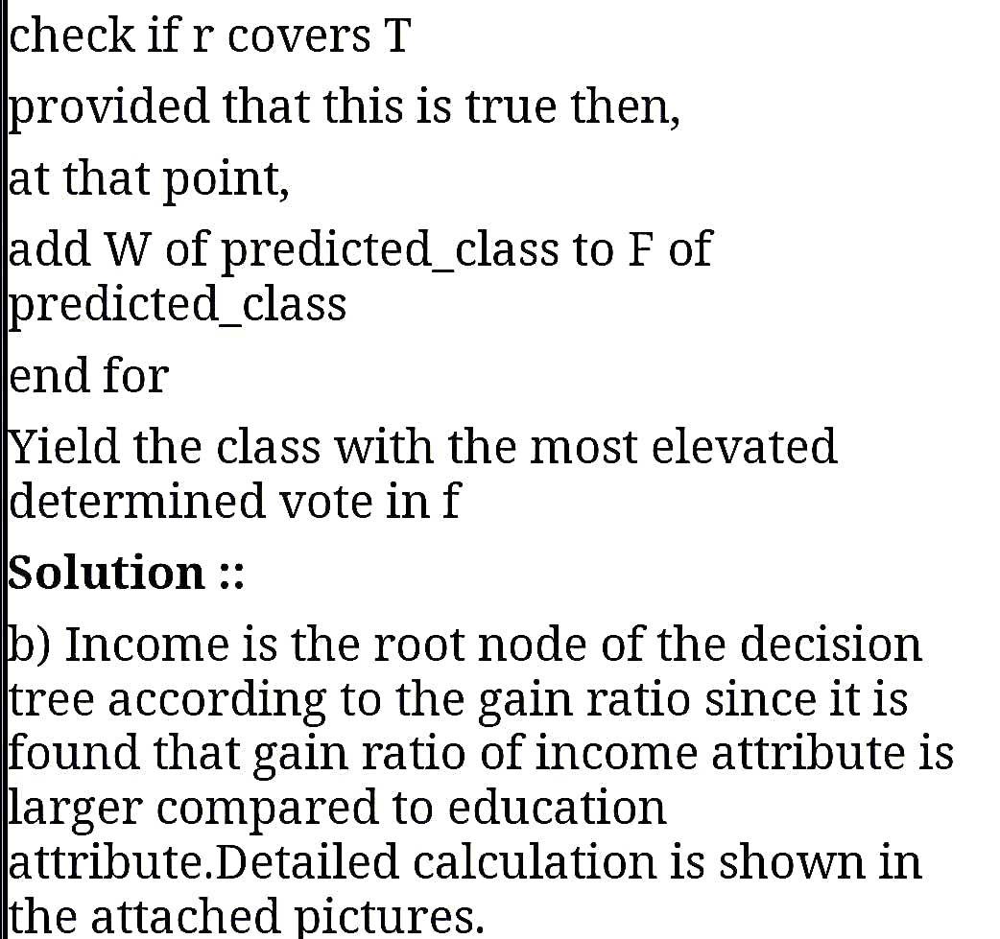 check if r covers T
provided that this is true then,
at that point,
add W of predicted_class to F of
predicted_class
end for
Yield the class with the most elevated
determined vote in f
Solution ::
b) Income is the root node of the decision
tree according to the gain ratio since it is
found that gain ratio of income attribute is
larger compared to education
attribute.Detailed calculation is shown in
the attached pictures.